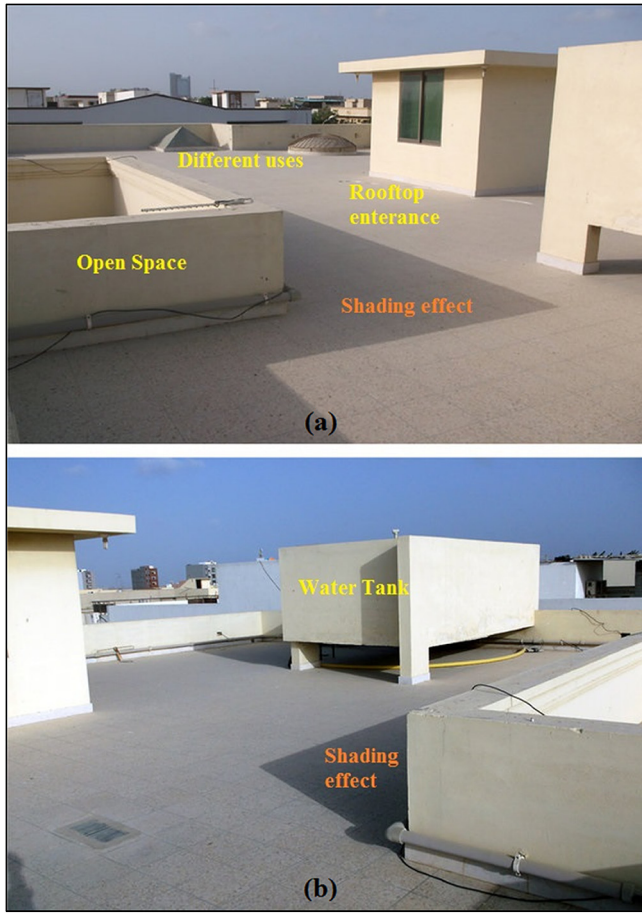 Different uses
Rooftop
enterance
Open Space
Shading effect
(a)
Water Tank
Shading
effect
(b)